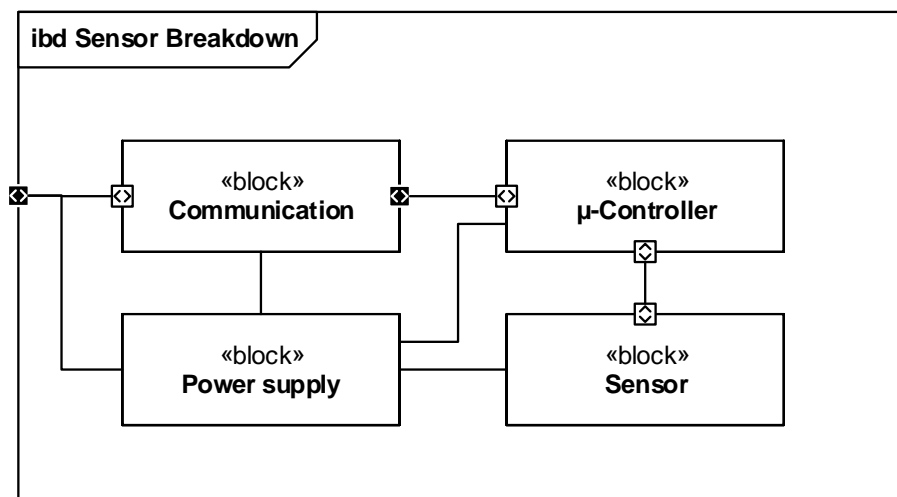 ibd Sensor Breakdown
«block»
Communication
«block»
µ-Controller
«block»
Power supply
«block»
Sensor